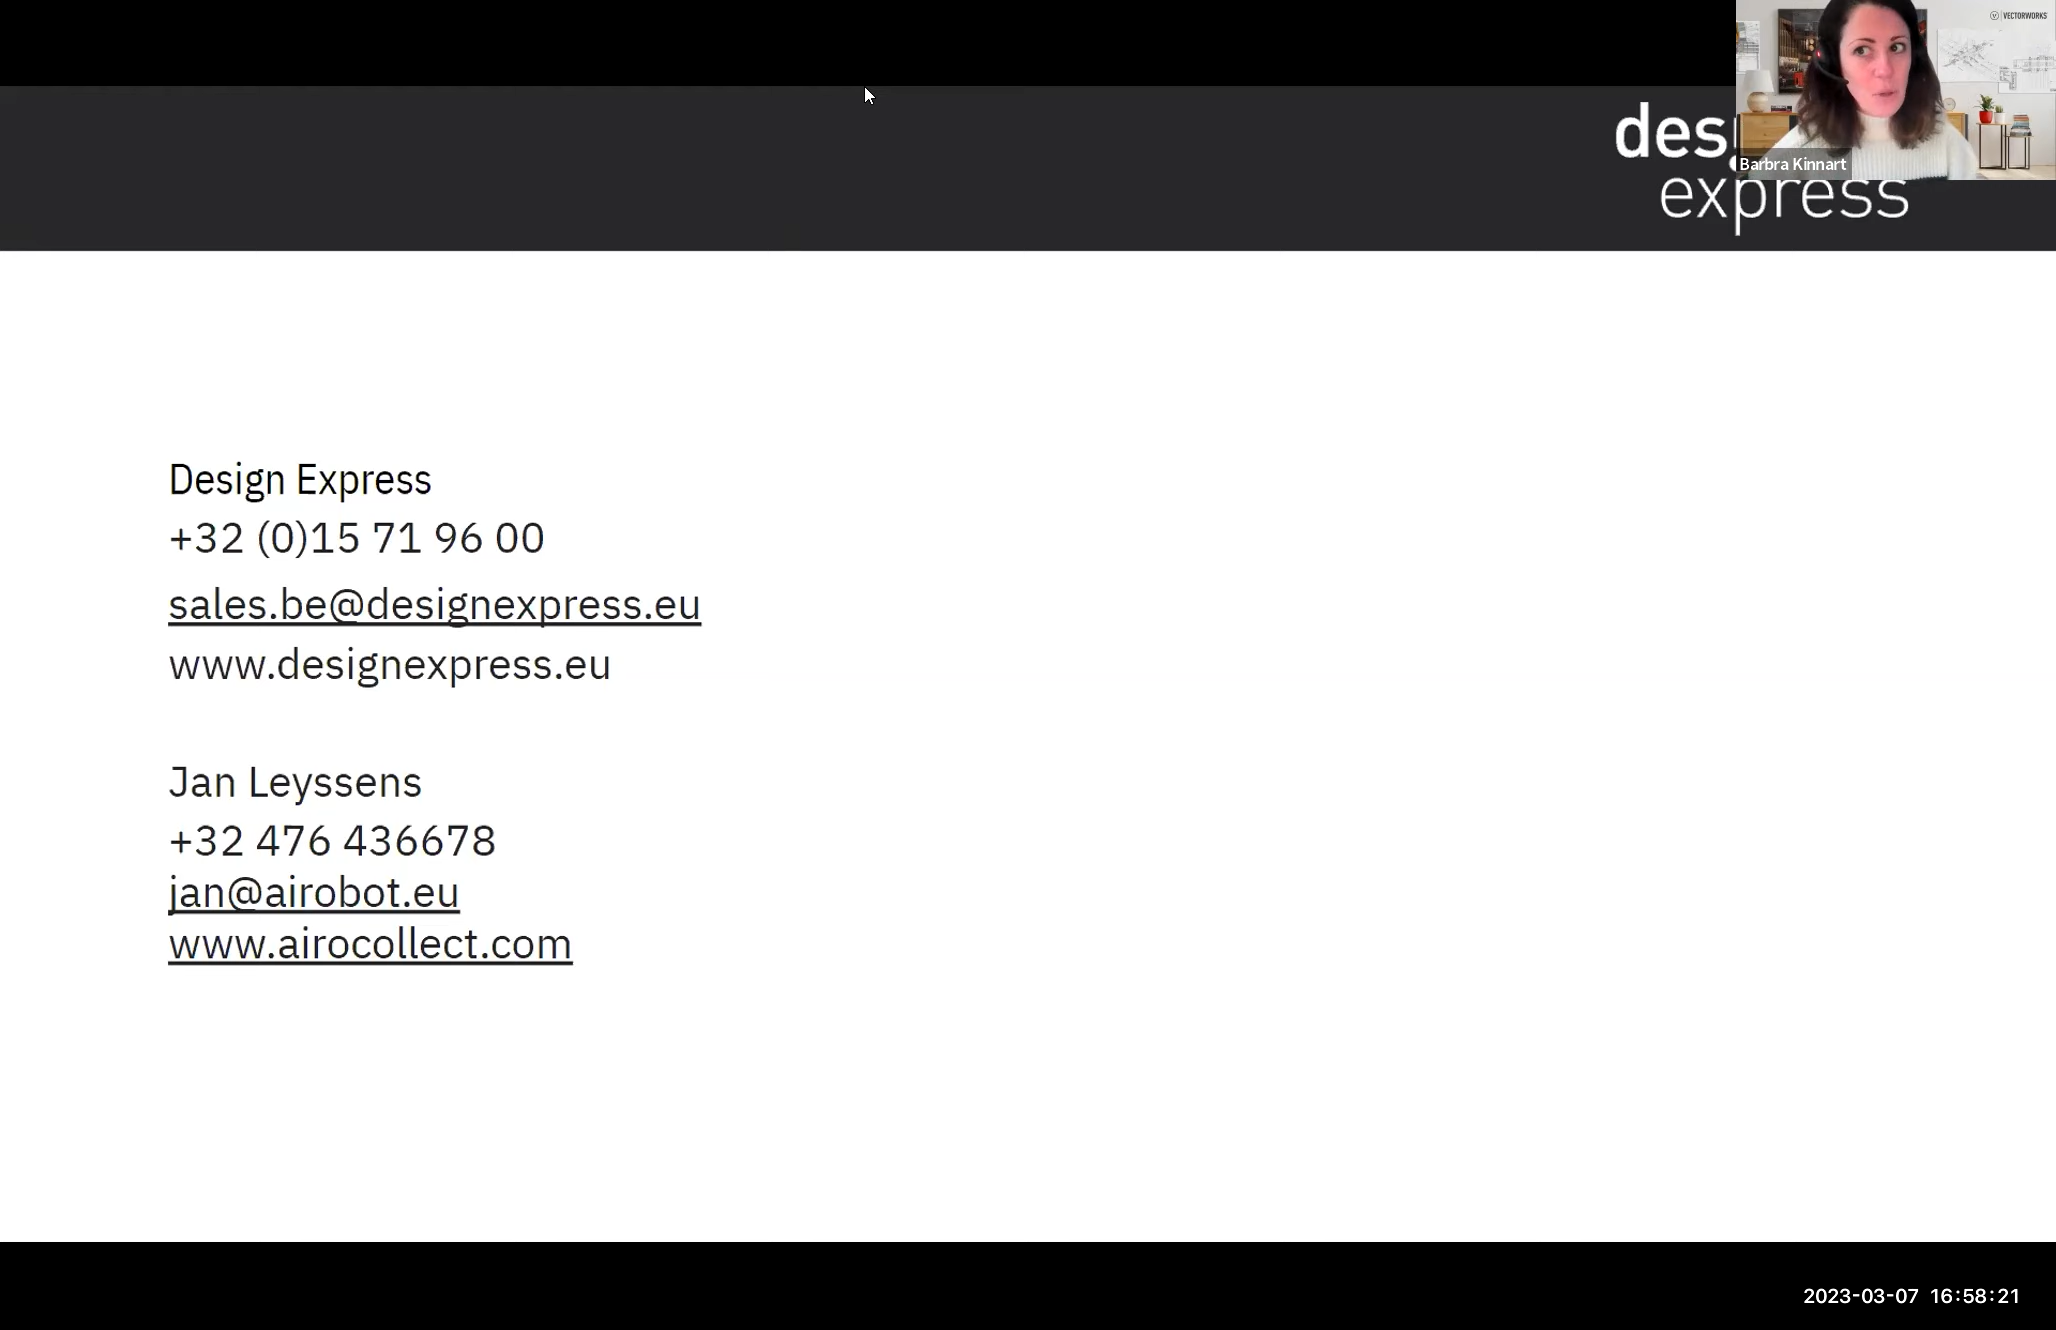 VECTORWORKS
des
express
Barbra Kinnart
Design Express
+32 (0)15 71 96 00
sales.be@designexpress.eu
www.designexpress.eu
Jan Leyssens
+32 476 436678
jan@airobot.eu
www.airocollect.com
2023-03-07 16:58:21